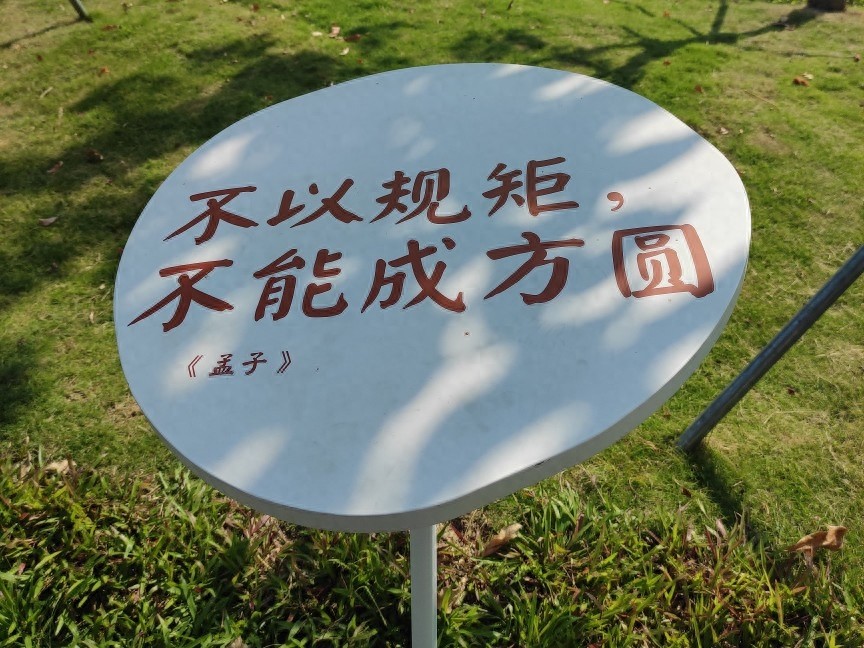 不以规矩，
不能成方圆
《孟子》